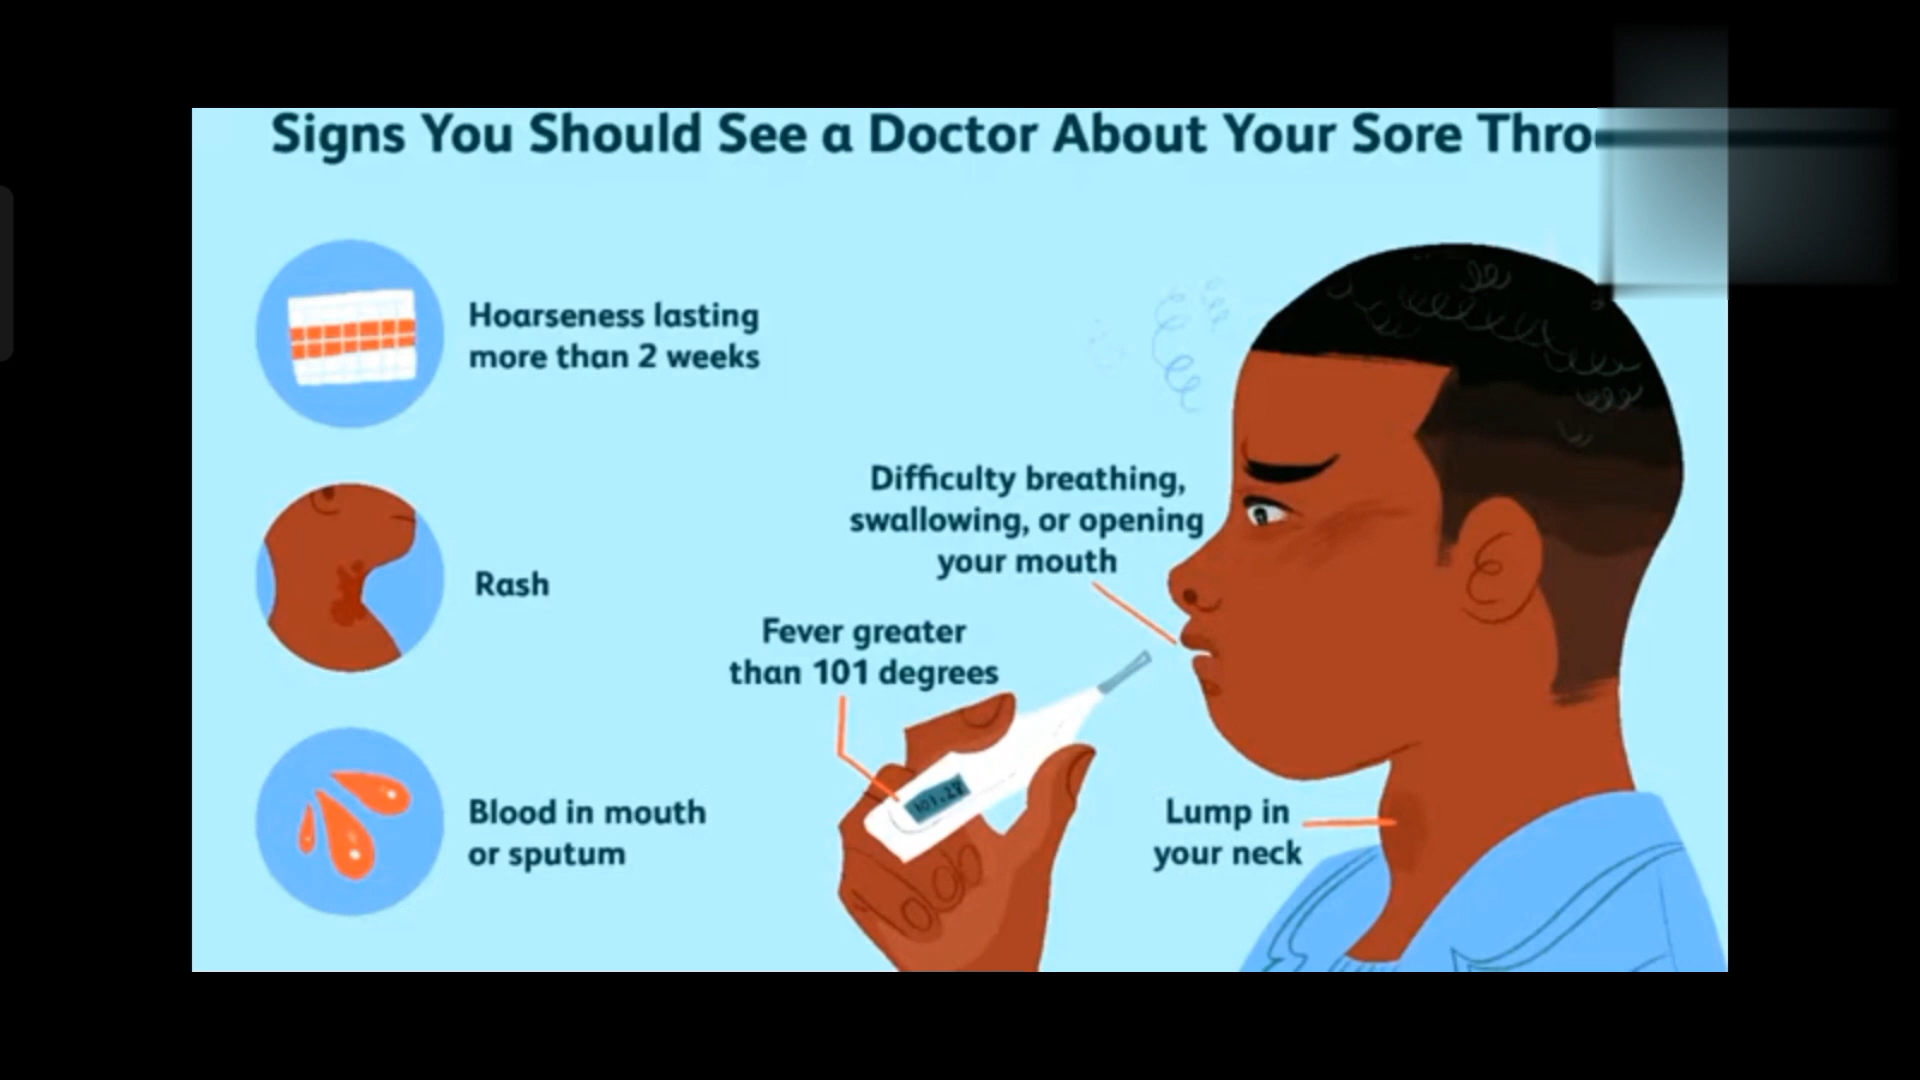 Signs You Should See a Doctor About Your Sore Thro
Hoarseness lasting
more than 2 weeks
Rash
Blood in mouth
or sputum
Difficulty breathing,
swallowing, or opening
your mouth
Fever greater
than 101 degrees
Lump in
your neck